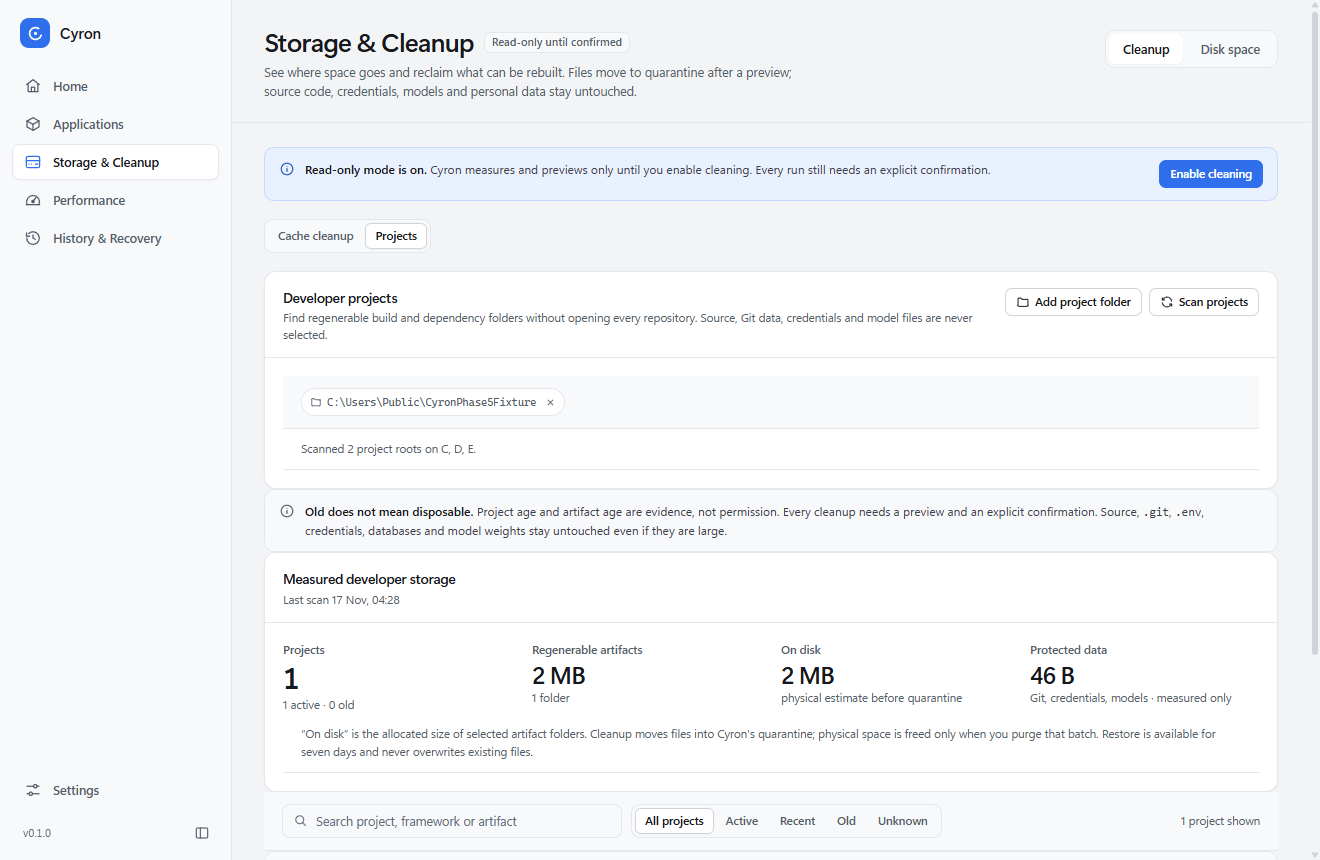 Cyron
Home
Applications
Storage & Cleanup
Performance
History & Recovery
Settings
v0.1.0
Storage & Cleanup
Read-only until confirmed
See where space goes and reclaim what can be rebuilt. Files move to quarantine after a preview;
source code, credentials, models and personal data stay untouched.
Cleanup
Disk space
Read-only mode is on. Cyron measures and previews only until you enable cleaning. Every run still needs an explicit confirmation.
Enable cleaning
Cache cleanup
Projects
Developer projects
Find regenerable build and dependency folders without opening every repository. Source, Git data, credentials and model files are never
selected.
Add project folder
Scan projects
C:\Users\Public\CyronPhase5Fixture ×
Scanned 2 project roots on C, D, E.
Old does not mean disposable. Project age and artifact age are evidence, not permission. Every cleanup needs a preview and an explicit confirmation. Source, .git, .env,
credentials, databases and model weights stay untouched even if they are large.
Measured developer storage
Last scan 17 Nov, 04:28
Projects
1
1 active · 0 old
Regenerable artifacts
2 MB
1 folder
On disk
2 MB
physical estimate before quarantine
Protected data
46 B
Git, credentials, models · measured only
“On disk” is the allocated size of selected artifact folders. Cleanup moves files into Cyron's quarantine; physical space is freed only when you purge that batch. Restore is available for
seven days and never overwrites existing files.
Search project, framework or artifact
All projects
Active
Recent
Old
Unknown
1 project shown